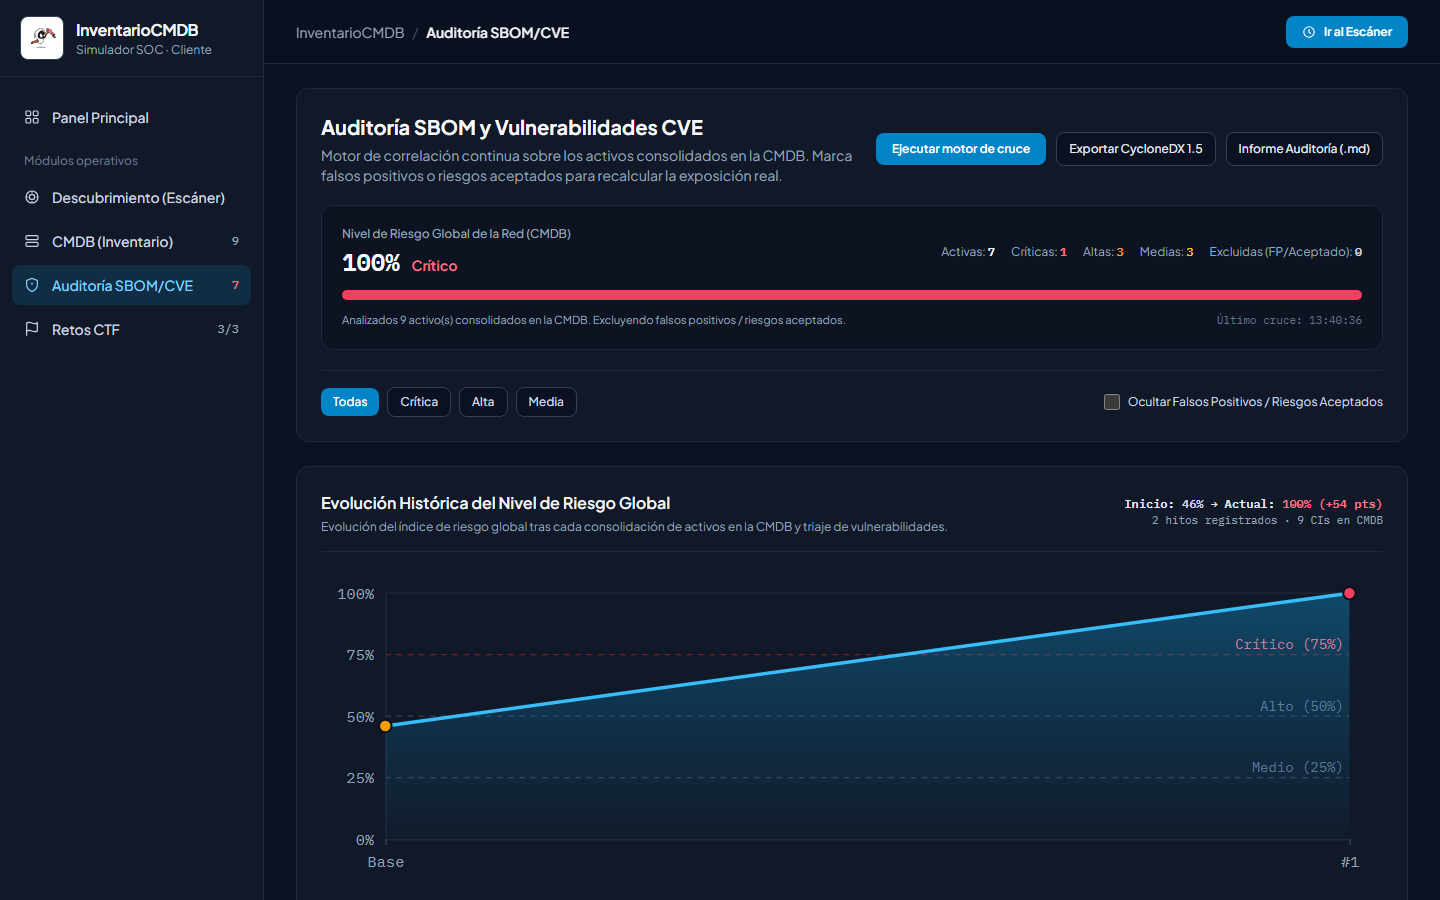 InventarioCMDB
Simulador SOC · Cliente
Panel Principal
Módulos operativos
Descubrimiento (Escáner)
CMDB (Inventario) 9
Auditoría SBOM/CVE 7
Retos CTF 3/3
InventarioCMDB / Auditoría SBOM/CVE
Ir al Escáner
Auditoría SBOM y Vulnerabilidades CVE
Motor de correlación continua sobre los activos consolidados en la CMDB. Marca
falsos positivos o riesgos aceptados para recalcular la exposición real.
Ejecutar motor de cruce
Exportar CycloneDX 1.5
Informe Auditoría (.md)
Nivel de Riesgo Global de la Red (CMDB)
100% Crítico
Activas: 7 Críticas: 1 Altas: 3 Medias: 3 Excluidas (FP/Aceptado): 0
Analizados 9 activo(s) consolidados en la CMDB. Excluyendo falsos positivos / riesgos aceptados.
Último cruce: 13:40:36
Todas Crítica Alta Media
Ocultar Falsos Positivos / Riesgos Aceptados
Evolución Histórica del Nivel de Riesgo Global
Evolución del índice de riesgo global tras cada consolidación de activos en la CMDB y triaje de vulnerabilidades.
Inicio: 46% → Actual: 100% (+54 pts)
2 hitos registrados · 9 CIs en CMDB
100%
Crítico (75%)
75%
Alto (50%)
50%
Medio (25%)
25%
0%
Base #1